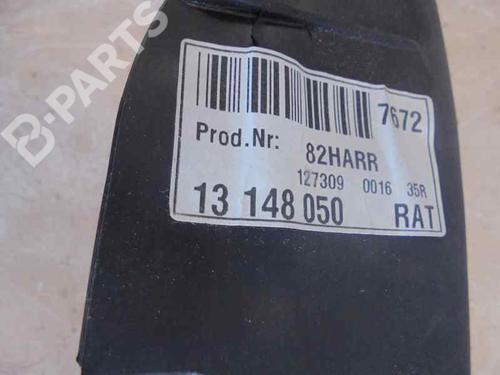 B-PARTS
7672
Prod.Nr: 82HARR
127309 0016 35R
13 148 050 RAT